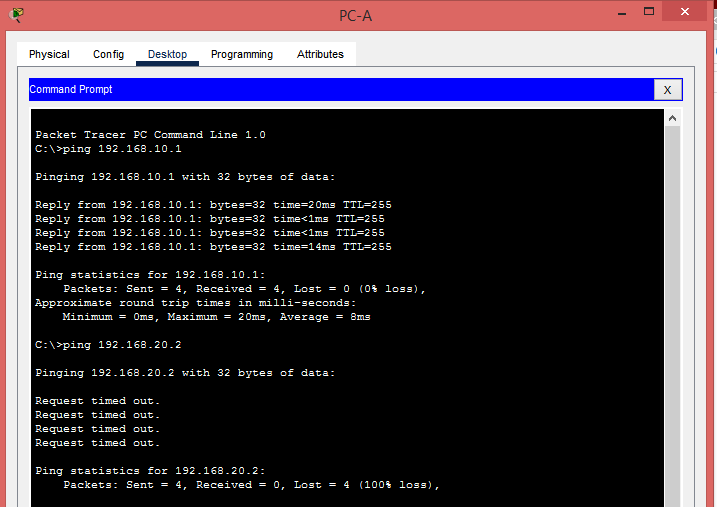 PC-A
Physical Config Desktop Programming Attributes
Command Prompt X
Packet Tracer PC Command Line 1.0
C:\>ping 192.168.10.1
Pinging 192.168.10.1 with 32 bytes of data:
Reply from 192.168.10.1: bytes=32 time=20ms TTL=255
Reply from 192.168.10.1: bytes=32 time<1ms TTL=255
Reply from 192.168.10.1: bytes=32 time<1ms TTL=255
Reply from 192.168.10.1: bytes=32 time=14ms TTL=255
Ping statistics for 192.168.10.1:
Packets: Sent = 4, Received = 4, Lost = 0 (0% loss),
Approximate round trip times in milli-seconds:
Minimum = 0ms, Maximum = 20ms, Average = 8ms
C:\>ping 192.168.20.2
Pinging 192.168.20.2 with 32 bytes of data:
Request timed out.
Request timed out.
Request timed out.
Request timed out.
Ping statistics for 192.168.20.2:
Packets: Sent = 4, Received = 0, Lost = 4 (100% loss),